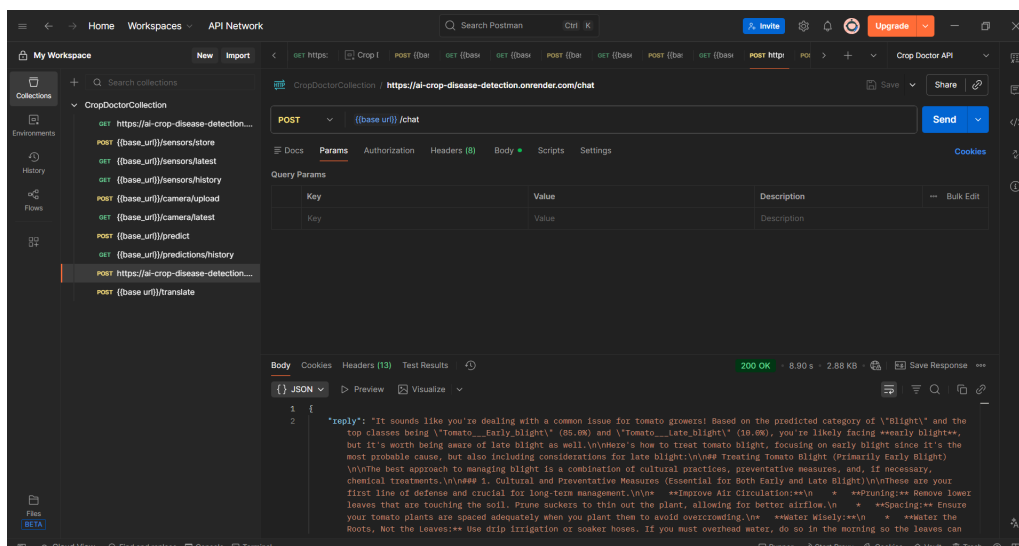 Home Workspaces API Network Search Postman Ctrl K Invite Upgrade
My Workspace New Import GET https: Crop I POST {{bas GET {{base GET {{base POST {{bas GET {{base POST {{bas GET {{base POST http: POS Crop Doctor API
Collections
Environments
History
Flows
Files
BETA
Search collections
CropDoctorCollection
GET https://ai-crop-disease-detection....
POST {{base_url}}/sensors/store
GET {{base_url}}/sensors/latest
GET {{base_url}}/sensors/history
POST {{base_url}}/camera/upload
GET {{base_url}}/camera/latest
POST {{base_url}}/predict
GET {{base_url}}/predictions/history
POST https://ai-crop-disease-detection....
POST {{base url}}/translate
HTTP CropDoctorCollection / https://ai-crop-disease-detection.onrender.com/chat Save Share
POST {{base url}} /chat Send
Docs Params Authorization Headers (8) Body Scripts Settings Cookies
Query Params
Key Value Description Bulk Edit
Key Value Description
Body Cookies Headers (13) Test Results 200 OK 8.90 s 2.88 KB Save Response
{} JSON Preview Visualize
1 {
2 "reply": "It sounds like you're dealing with a common issue for tomato growers! Based on the predicted category of \"Blight\" and the
top classes being \"Tomato___Early_blight\" (85.0%) and \"Tomato___Late_blight\" (10.0%), you're likely facing **early blight**,
but it's worth being aware of late blight as well.\n\nHere's how to treat tomato blight, focusing on early blight since it's the
most probable cause, but also including considerations for late blight:\n\n## Treating Tomato Blight (Primarily Early Blight)
\n\nThe best approach to managing blight is a combination of cultural practices, preventative measures, and, if necessary,
chemical treatments.\n\n### 1. Cultural and Preventative Measures (Essential for Both Early and Late Blight)\n\nThese are your
first line of defense and crucial for long-term management.\n\n* **Improve Air Circulation:**\n * **Pruning:** Remove lower
leaves that are touching the soil. Prune suckers to thin out the plant, allowing for better airflow.\n * **Spacing:** Ensure
your tomato plants are spaced adequately when you plant them to avoid overcrowding.\n* **Water Wisely:**\n * **Water the
Roots, Not the Leaves:** Use drip irrigation or soaker hoses. If you must overhead water, do so in the morning so the leaves can